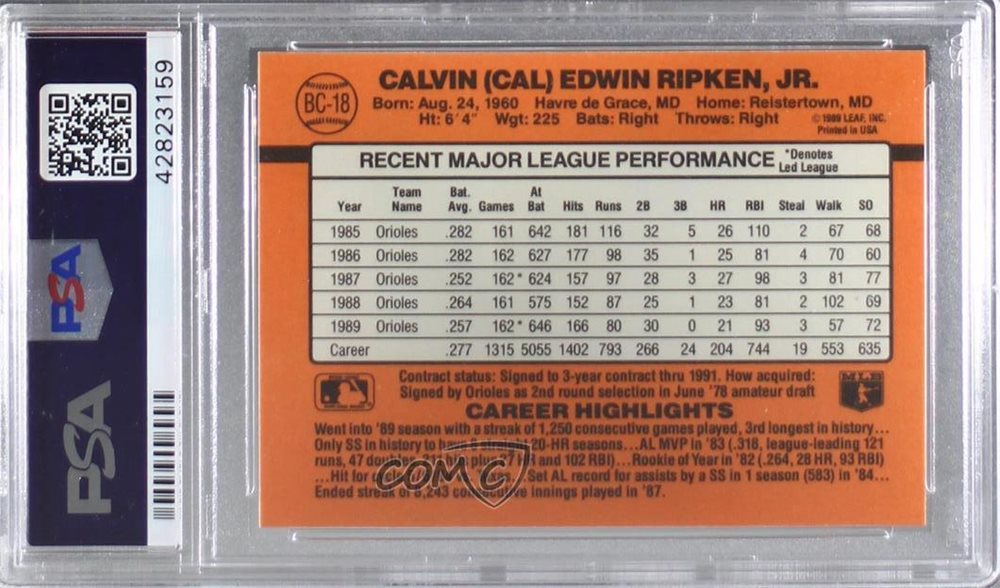 42823159
PSA
PSA
BC-18
CALVIN (CAL) EDWIN RIPKEN, JR.
Born: Aug. 24, 1960 Havre de Grace, MD Home: Reistertown, MD
Ht: 6'4" Wgt: 225 Bats: Right Throws: Right
© 1989 LEAF, INC.
Printed in USA
RECENT MAJOR LEAGUE PERFORMANCE *Denotes Led League
Year Team Name Bat. Avg. Games At Bat Hits Runs 2B 3B HR RBI Steal Walk SO
1985 Orioles .282 161 642 181 116 32 5 26 110 2 67 68
1986 Orioles .282 162 627 177 98 35 1 25 81 4 70 60
1987 Orioles .252 162* 624 157 97 28 3 27 98 3 81 77
1988 Orioles .264 161 575 152 87 25 1 23 81 2 102 69
1989 Orioles .257 162* 646 166 80 30 0 21 93 3 57 72
Career .277 1315 5055 1402 793 266 24 204 744 19 553 635
Contract status: Signed to 3-year contract thru 1991. How acquired:
Signed by Orioles as 2nd round selection in June '78 amateur draft
MLB
CAREER HIGHLIGHTS
Went into '89 season with a streak of 1,250 consecutive games played, 3rd longest in history...
Only SS in history to 20-HR seasons...AL MVP in '83 (.318, league-leading 121
runs, 47 and 102 RBI)...Rookie of Year in '82 (.264, 28 HR, 93 RBI)
...Hit for Set AL record for assists by a SS in 1 season (583) in '84...
Ended streak of 8,243 consecutive innings played in '87.
COMC